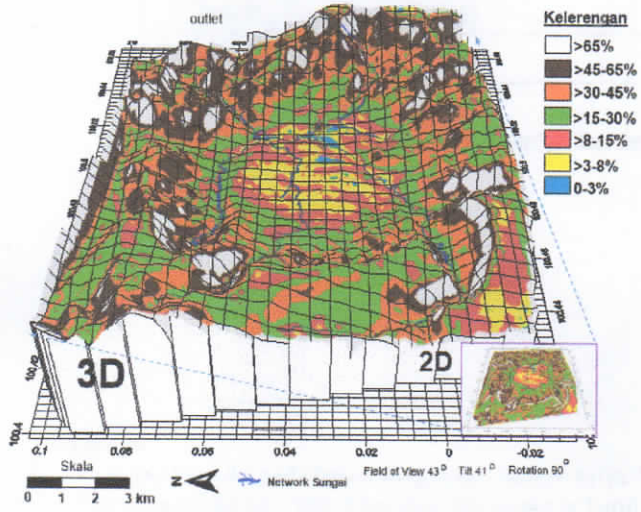 outlet
Kelerengan
>65%
>45-65%
>30-45%
>15-30%
>8-15%
>3-8%
0-3%
3D
2D
100.4
0.1
0.08
0.06
0.04
0.02
0
-0.02
Skala
0 1 2 3 km
N
Network Sungai
Field of View 43° Tilt 41° Rotation 90°